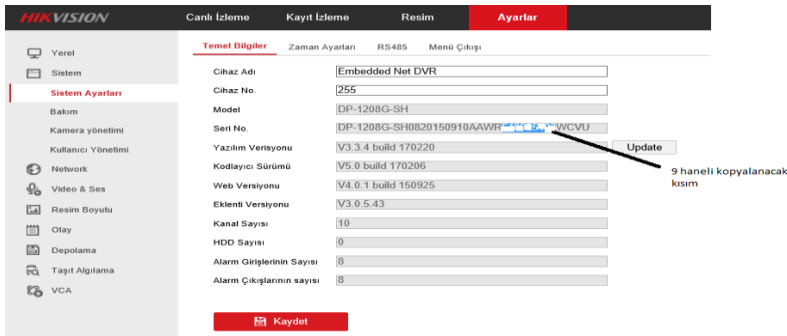 HIKVISION Canlı İzleme Kayıt İzleme Resim Ayarlar
Temel Bilgiler Zaman Ayarları RS485 Menü Çıkışı
Yerel
Sistem
Sistem Ayarları
Bakım
Kamera yönetimi
Kullanıcı Yönetimi
Network
Video & Ses
Resim Boyutu
Olay
Depolama
Taşıt Algılama
VCA
Cihaz Adı Embedded Net DVR
Cihaz No. 255
Model DP-1208G-SH
Seri No. DP-1208G-SH0820150910AAWR WCVU
Yazılım Verisyonu V3.3.4 build 170220 Update
Kodlayıcı Sürümü V5.0 build 170206
Web Versiyonu V4.0.1 build 150925
Eklenti Versiyonu V3.0.5.43
Kanal Sayısı 10
HDD Sayısı 0
Alarm Girişlerinin Sayısı 8
Alarm Çıkışlarının sayısı 8
Kaydet
9 haneli kopyalanacak
kısım